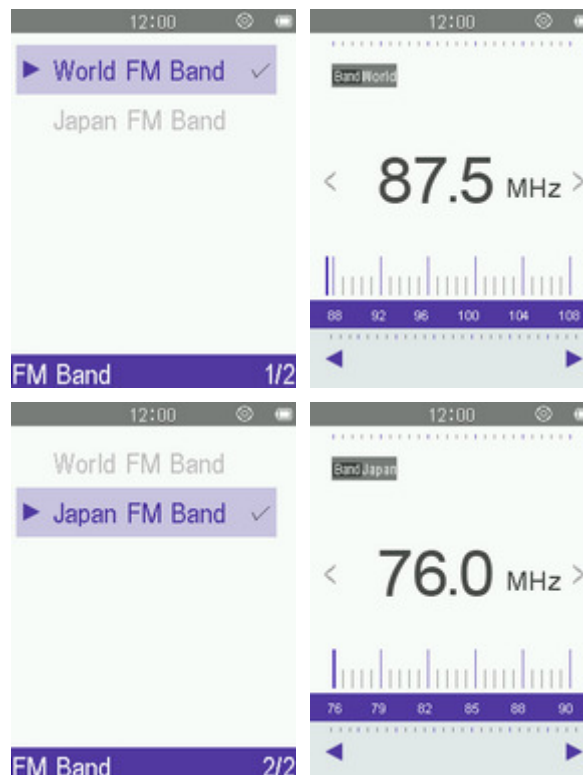 12:00
World FM Band
Japan FM Band
FM Band 1/2
12:00
Band World
87.5 MHz
88 92 96 100 104 108
12:00
World FM Band
Japan FM Band
FM Band 2/2
12:00
Band Japan
76.0 MHz
76 79 82 85 88 90